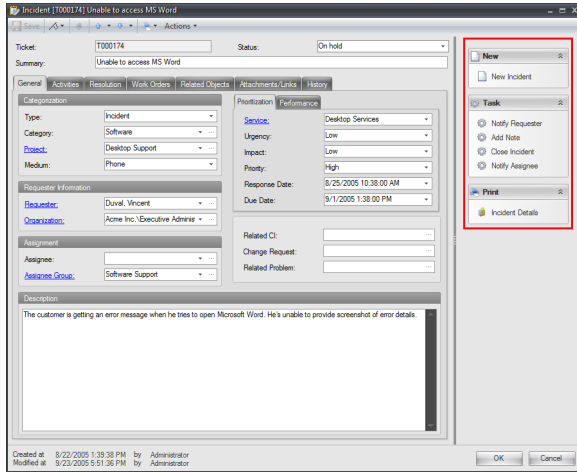 Incident [T000174] Unable to access MS Word
Save Actions
Ticket: T000174 Status: On hold
Summary: Unable to access MS Word
General Activities Resolution Work Orders Related Objects Attachments/Links History
Categorization
Type: Incident
Category: Software
Project: Desktop Support
Medium: Phone
Requester Information
Requester: Duval, Vincent
Organization: Acme Inc.\Executive Adminis
Assignment
Assignee:
Assignee Group: Software Support
Prioritization Performance
Service: Desktop Services
Urgency: Low
Impact: Low
Priority: High
Response Date: 8/25/2005 10:38:00 AM
Due Date: 9/1/2005 1:38:00 PM
Related CI:
Change Request:
Related Problem:
Description
The customer is getting an error message when he tries to open Microsoft Word. He's unable to provide screenshot of error details.
New
New Incident
Task
Notify Requester
Add Note
Close Incident
Notify Assignee
Print
Incident Details
Created at 8/22/2005 1:39:38 PM by Administrator
Modified at 9/23/2005 5:51:36 PM by Administrator
OK Cancel